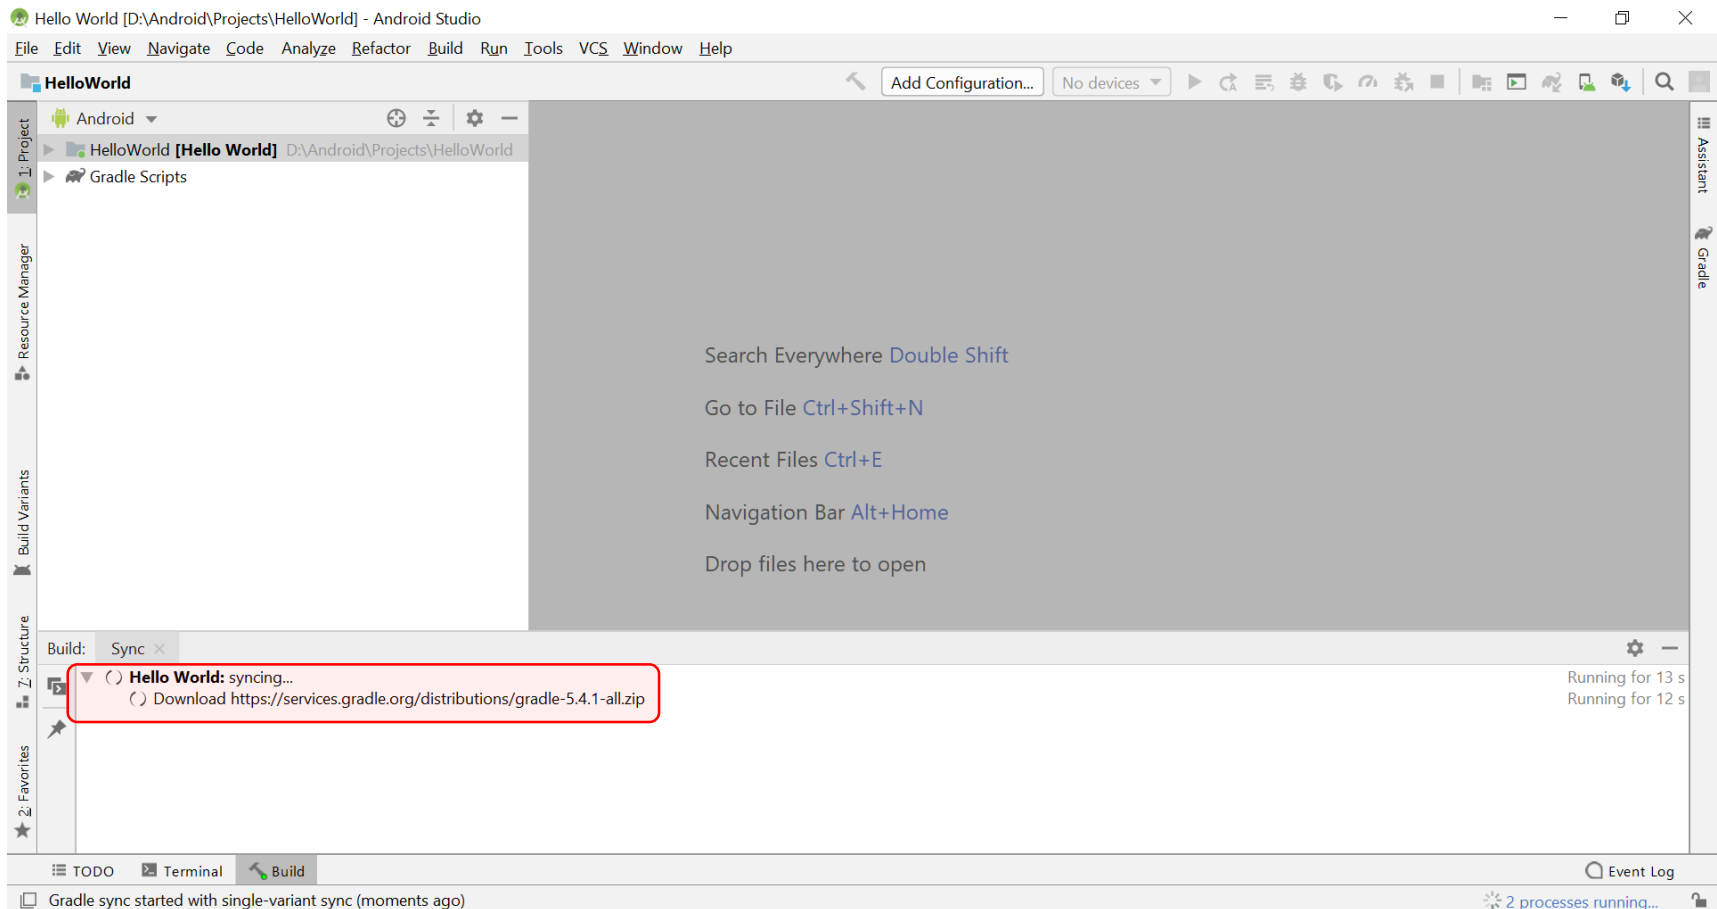 Hello World [D:\Android\Projects\HelloWorld] - Android Studio
File Edit View Navigate Code Analyze Refactor Build Run Tools VCS Window Help
HelloWorld
Add Configuration...
No devices
1: Project
Resource Manager
Build Variants
7: Structure
2: Favorites
Android
HelloWorld [Hello World] D:\Android\Projects\HelloWorld
Gradle Scripts
Search Everywhere Double Shift
Go to File Ctrl+Shift+N
Recent Files Ctrl+E
Navigation Bar Alt+Home
Drop files here to open
Assistant
Gradle
Build: Sync
Hello World: syncing...
Running for 13 s
Download https://services.gradle.org/distributions/gradle-5.4.1-all.zip
Running for 12 s
TODO Terminal Build
Event Log
Gradle sync started with single-variant sync (moments ago)
2 processes running...